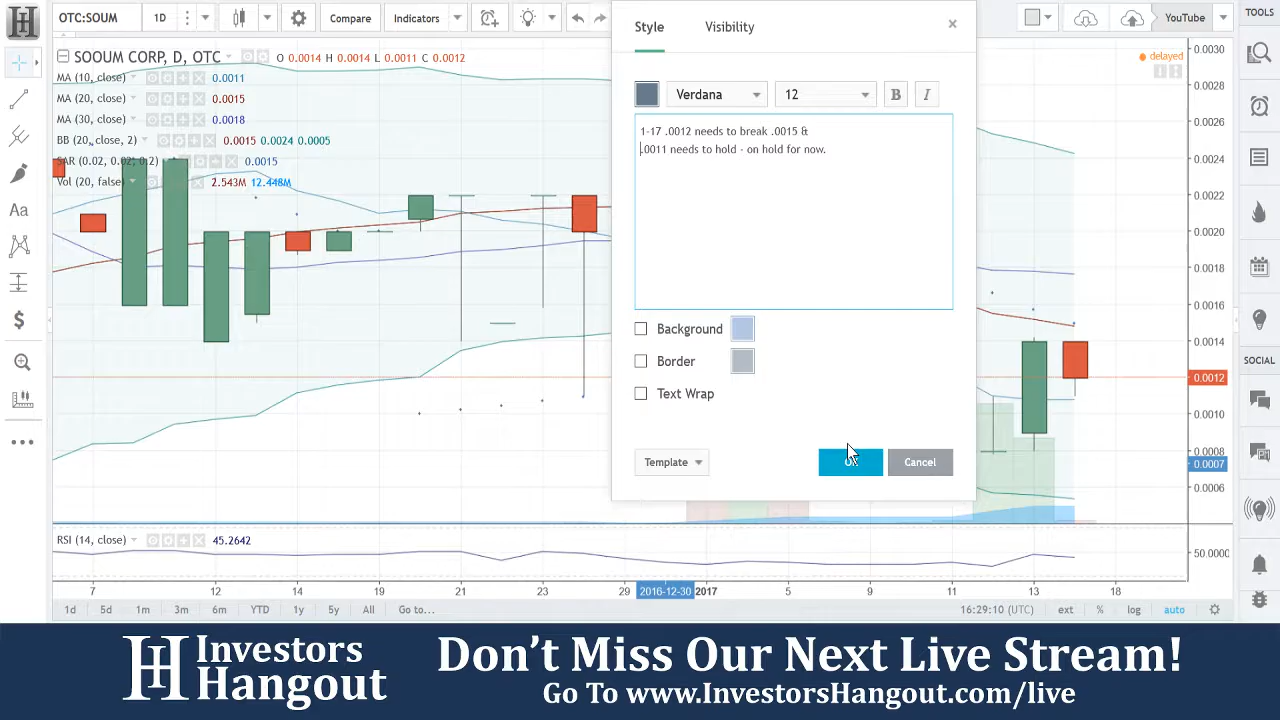 OTC:SOUM
1D
Compare
Indicators
YouTube
TOOLS
Style
Visibility
×
SOOUM CORP, D, OTC
O 0.0014 H 0.0014 L 0.0011 C 0.0012
MA (10, close) 0.0011
MA (20, close) 0.0015
MA (30, close) 0.0018
BB (20, close, 2) 0.0015 0.0024 0.0005
SAR (0.02, 0.02, 0.2) 0.0015
Vol (20, false) 2.543M 12.448M
delayed
Verdana
12
B
I
1-17 .0012 needs to break .0015 &
.0011 needs to hold - on hold for now.
Background
Border
Text Wrap
Template
Cancel
0.0030
0.0028
0.0026
0.0024
0.0022
0.0020
0.0018
0.0016
0.0014
0.0012
0.0010
0.0008
0.0007
0.0006
Aa
$
SOCIAL
RSI (14, close) 45.2642
50.0000
7
12
14
19
21
23
29
2016-12-30
2017
5
9
11
13
18
1d
5d
1m
3m
6m
YTD
1y
5y
All
Go to...
16:29:10 (UTC)
ext
%
log
auto
Investors
Hangout
Don't Miss Our Next Live Stream!
Go To www.InvestorsHangout.com/live